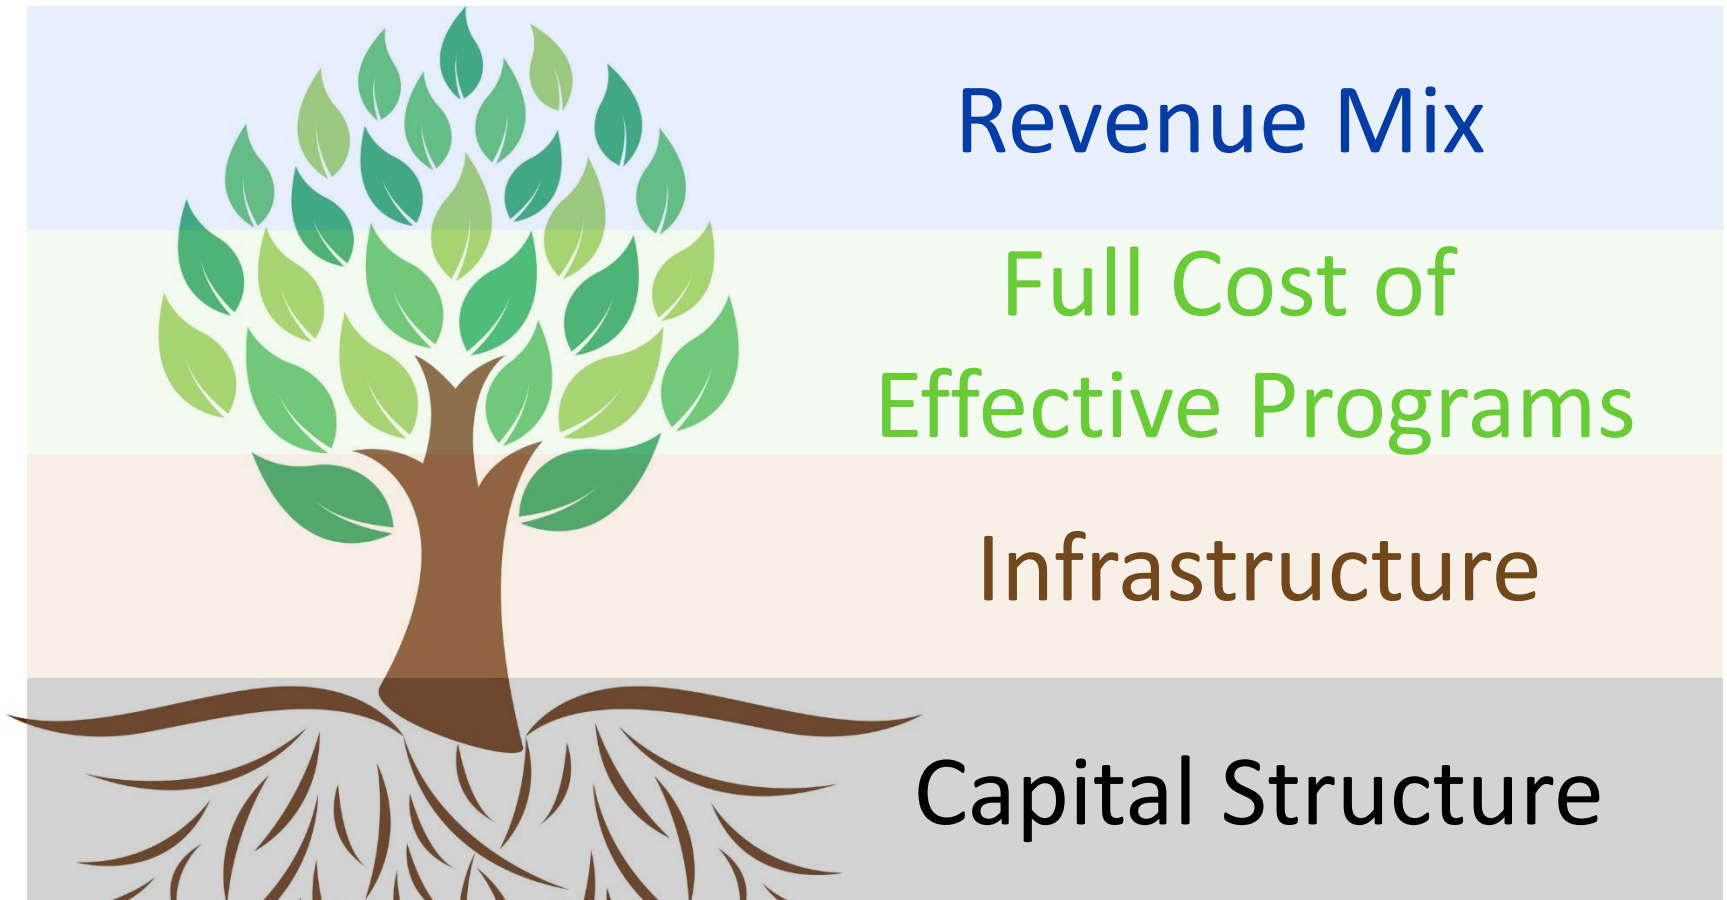 Revenue Mix
Full Cost of
Effective Programs
Infrastructure
Capital Structure